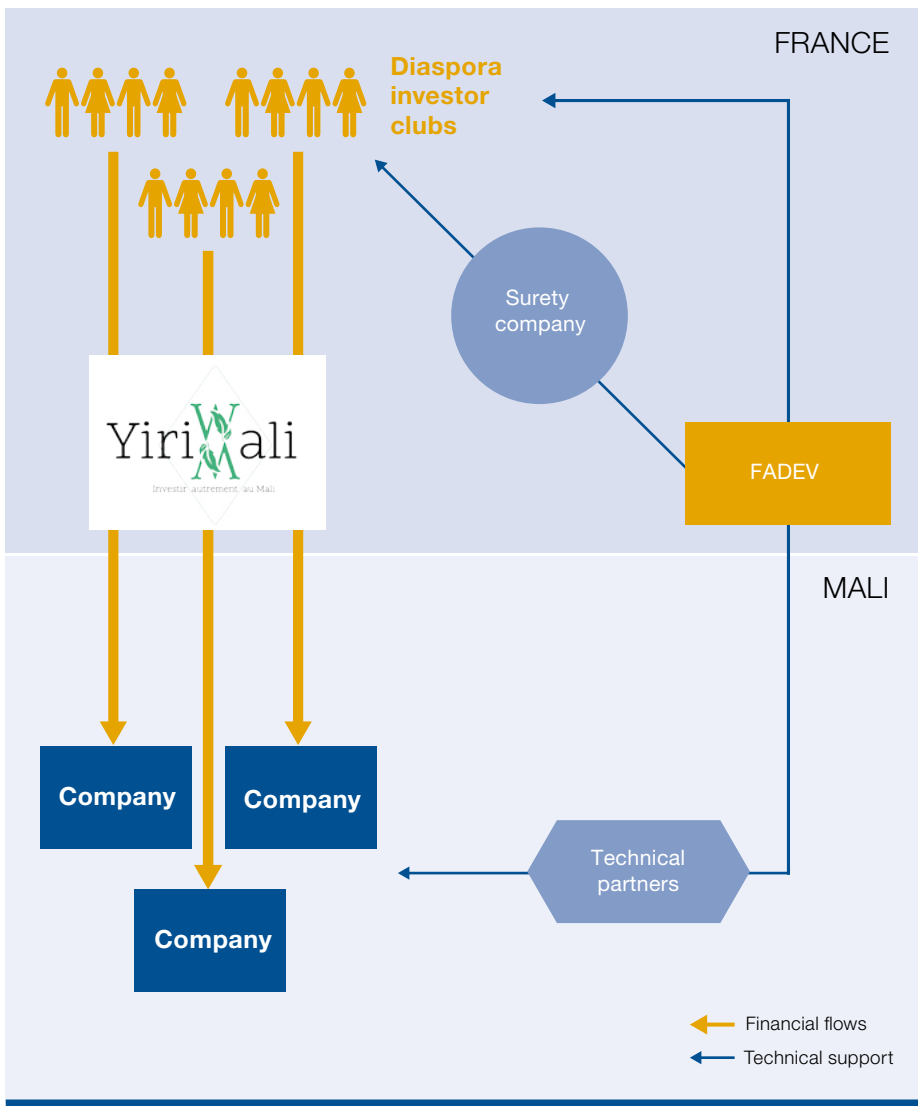 FRANCE
Diaspora
investor
clubs
Surety
company
YiriWMali
Investir autrement au Mali
FADEV
MALI
Company
Company
Company
Technical
partners
Financial flows
Technical support